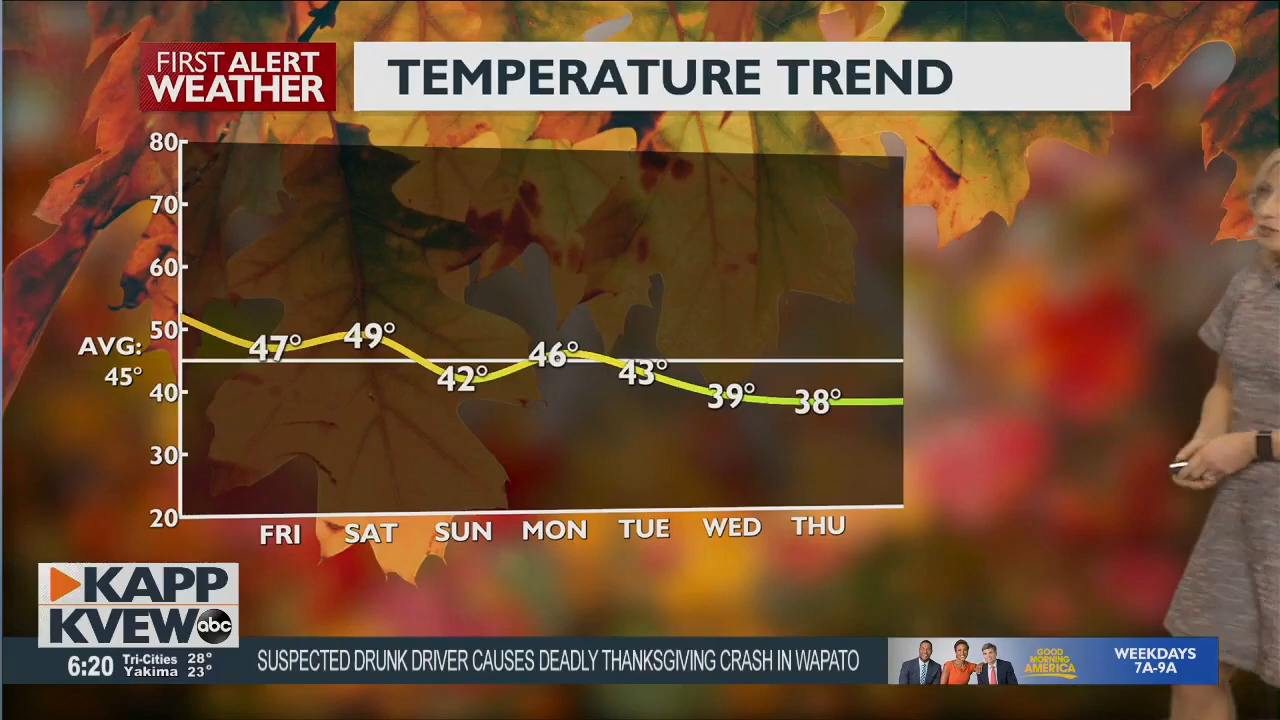 FIRST ALERT
WEATHER
TEMPERATURE TREND
80
70
60
50
AVG:
45°
40
30
20
47°
49°
42°
46°
43°
39°
38°
FRI SAT SUN MON TUE WED THU
KAPP
KVEW abc
6:20
Tri-Cities 28°
Yakima 23°
SUSPECTED DRUNK DRIVER CAUSES DEADLY THANKSGIVING CRASH IN WAPATO
GOOD
MORNING
AMERICA
WEEKDAYS
7A-9A